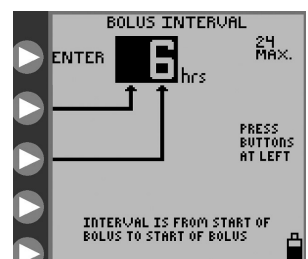 BOLUS INTERVAL
ENTER 6 hrs
24
MAX.
PRESS
BUTTONS
AT LEFT
INTERVAL IS FROM START OF
BOLUS TO START OF BOLUS